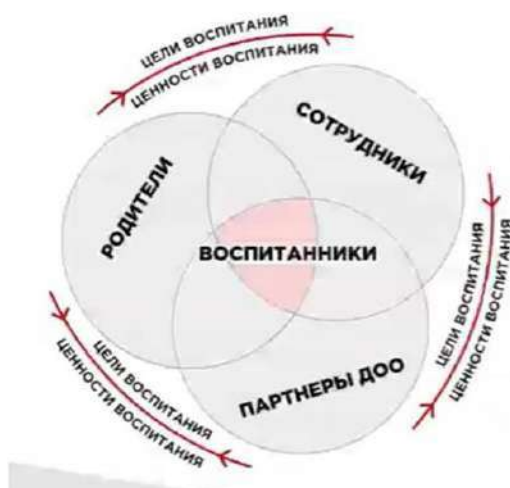 ЦЕЛИ ВОСПИТАНИЯ
ЦЕННОСТИ ВОСПИТАНИЯ
СОТРУДНИКИ
РОДИТЕЛИ
ВОСПИТАННИКИ
ЦЕЛИ ВОСПИТАНИЯ
ЦЕННОСТИ ВОСПИТАНИЯ
ПАРТНЕРЫ ДОО
ЦЕЛИ ВОСПИТАНИЯ
ЦЕННОСТИ ВОСПИТАНИЯ